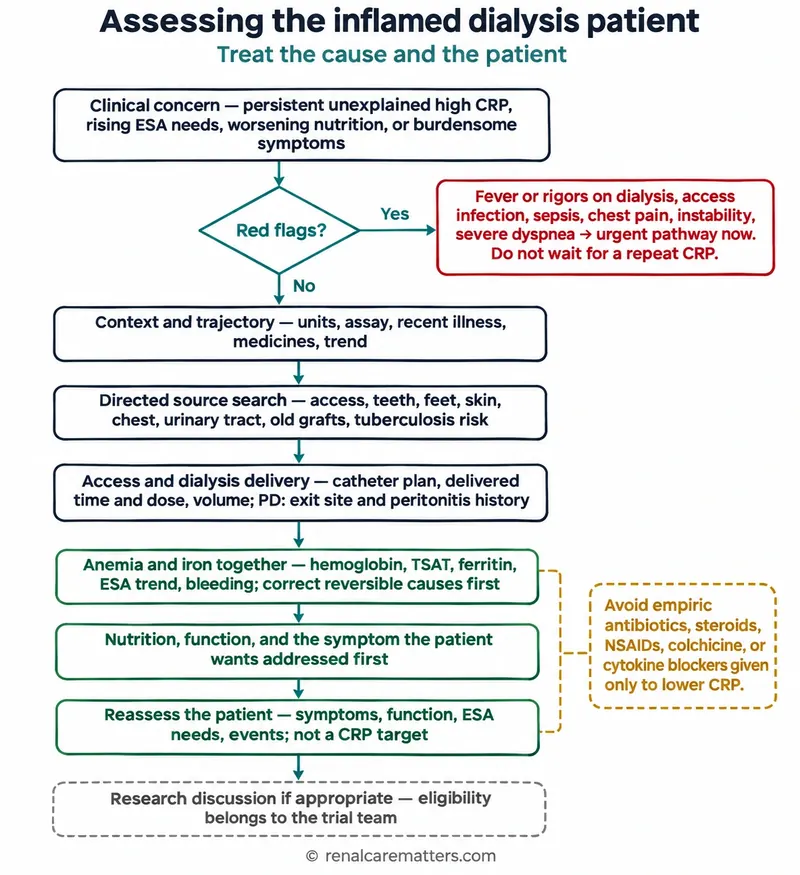 Assessing the inflamed dialysis patient
Treat the cause and the patient
Clinical concern — persistent unexplained high CRP,
rising ESA needs, worsening nutrition, or burdensome
symptoms
Red flags?
Yes
Fever or rigors on dialysis, access
infection, sepsis, chest pain, instability,
severe dyspnea → urgent pathway now.
Do not wait for a repeat CRP.
No
Context and trajectory — units, assay, recent illness,
medicines, trend
Directed source search — access, teeth, feet, skin,
chest, urinary tract, old grafts, tuberculosis risk
Access and dialysis delivery — catheter plan, delivered
time and dose, volume; PD: exit site and peritonitis history
Anemia and iron together — hemoglobin, TSAT, ferritin,
ESA trend, bleeding; correct reversible causes first
Nutrition, function, and the symptom the patient
wants addressed first
Reassess the patient — symptoms, function, ESA
needs, events; not a CRP target
Avoid empiric
antibiotics, steroids,
NSAIDs, colchicine, or
cytokine blockers given
only to lower CRP.
Research discussion if appropriate — eligibility
belongs to the trial team
© renalcarematters.com